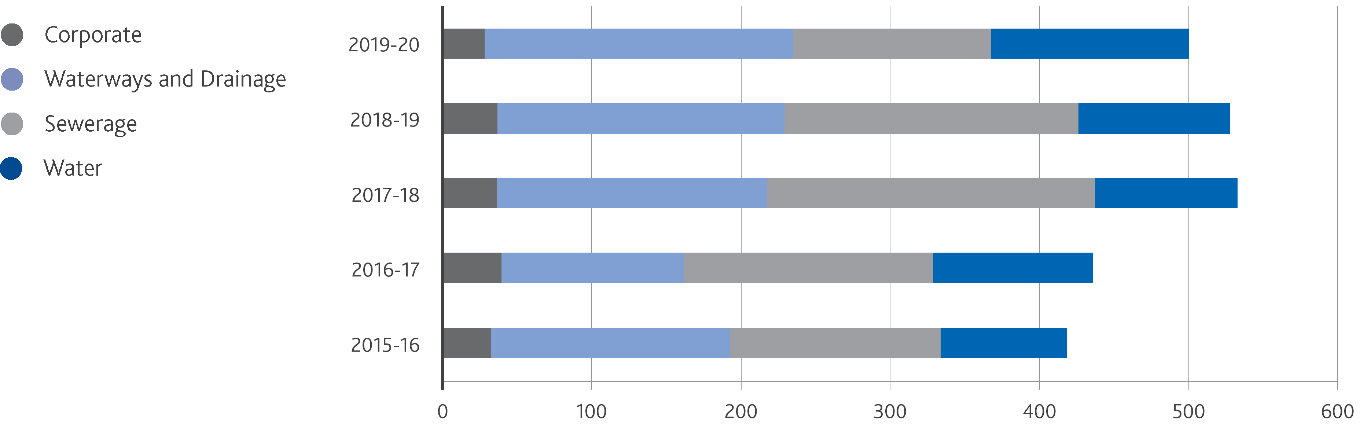 Corporate
Waterways and Drainage
Sewerage
Water
2019-20
2018-19
2017-18
2016-17
2015-16
0 100 200 300 400 500 600